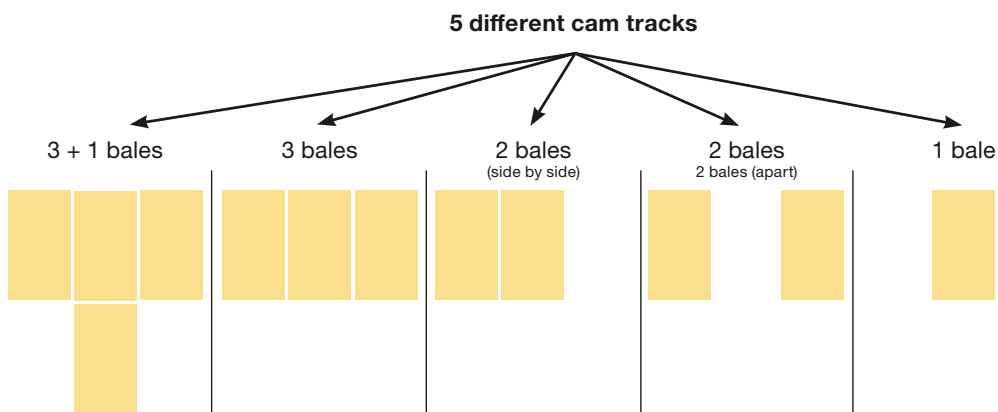 5 different cam tracks
3 + 1 bales
3 bales
2 bales
(side by side)
2 bales
2 bales (apart)
1 bale